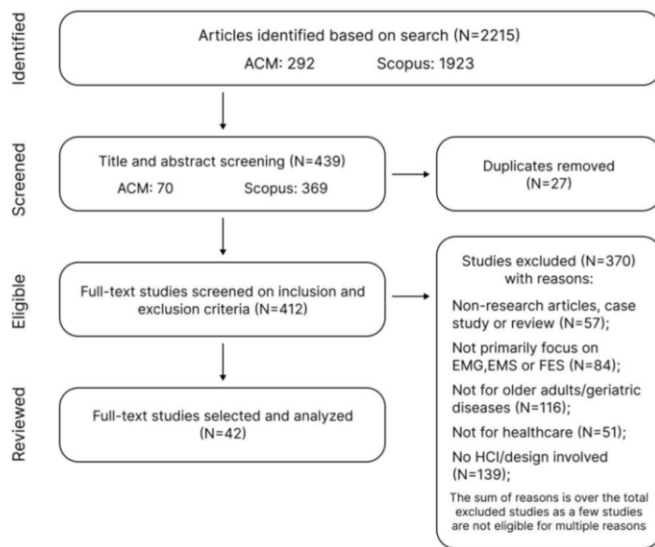 Identified
Articles identified based on search (N=2215)
ACM: 292 Scopus: 1923
Screened
Title and abstract screening (N=439)
ACM: 70 Scopus: 369
Duplicates removed
(N=27)
Eligible
Full-text studies screened on inclusion and
exclusion criteria (N=412)
Studies excluded (N=370)
with reasons:
Non-research articles, case
study or review (N=57);
Not primarily focus on
EMG,EMS or FES (N=84);
Not for older adults/geriatric
diseases (N=116);
Not for healthcare (N=51);
No HCI/design involved
(N=139);
The sum of reasons is over the total
excluded studies as a few studies
are not eligible for multiple reasons
Reviewed
Full-text studies selected and analyzed
(N=42)